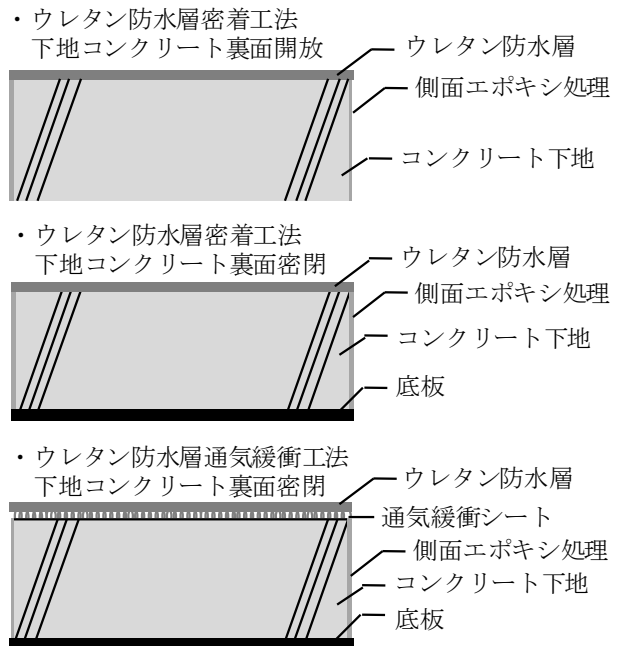 ・ウレタン防水層密着工法
下地コンクリート裏面開放
ウレタン防水層
側面エポキシ処理
コンクリート下地
・ウレタン防水層密着工法
下地コンクリート裏面密閉
ウレタン防水層
側面エポキシ処理
コンクリート下地
底板
・ウレタン防水層通気緩衝工法
下地コンクリート裏面密閉
ウレタン防水層
通気緩衝シート
側面エポキシ処理
コンクリート下地
底板